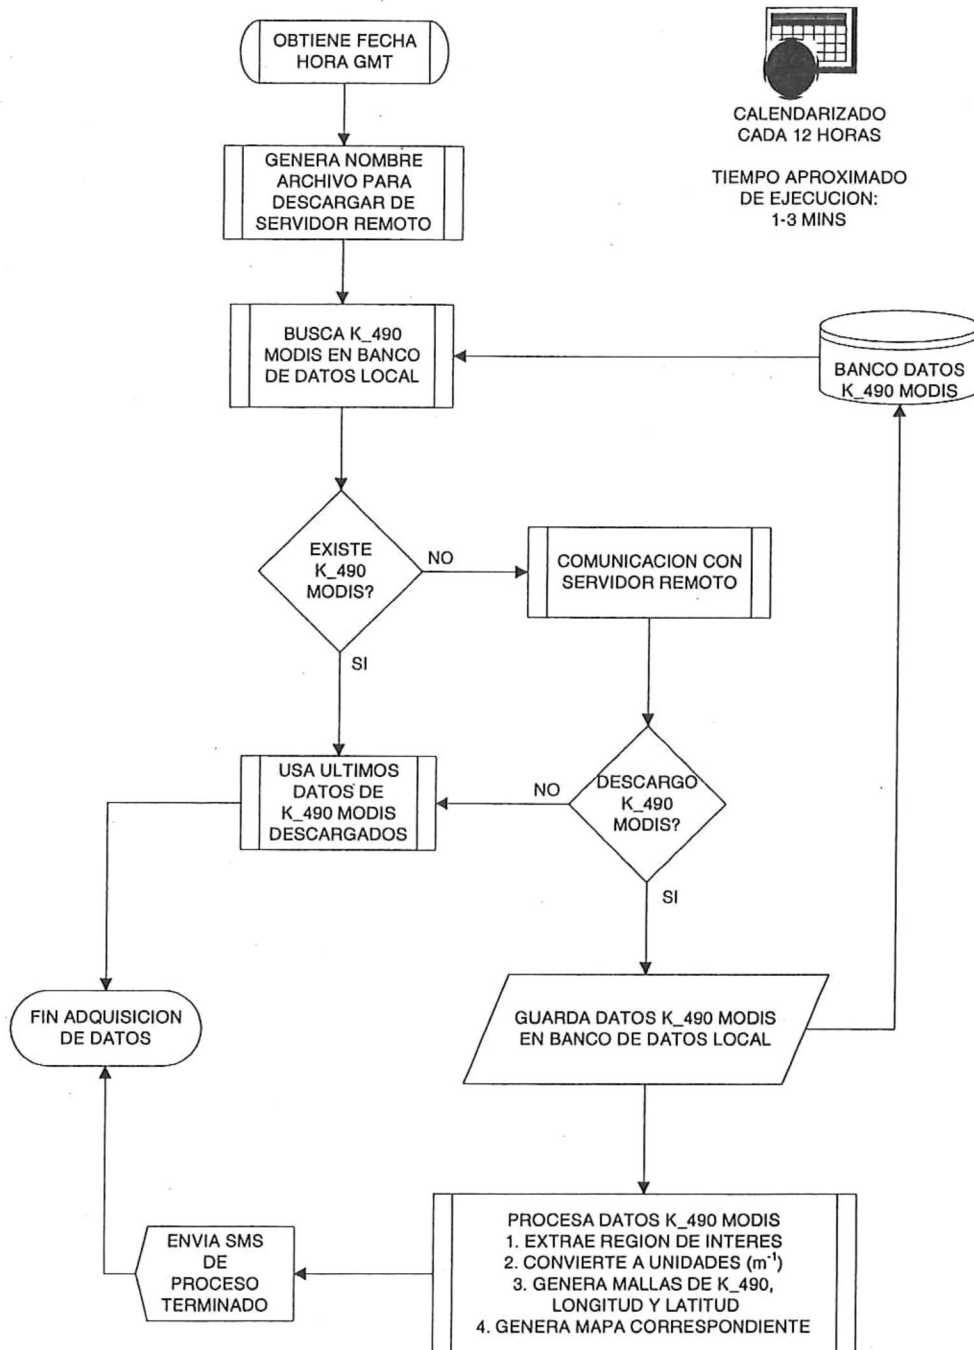 OBTIENE FECHA
HORA GMT
CALENDARIZADO
CADA 12 HORAS
TIEMPO APROXIMADO
DE EJECUCION:
1-3 MINS
GENERA NOMBRE
ARCHIVO PARA
DESCARGAR DE
SERVIDOR REMOTO
BUSCA K_490
MODIS EN BANCO
DE DATOS LOCAL
BANCO DATOS
K_490 MODIS
EXISTE
K_490
MODIS?
NO
SI
COMUNICACION CON
SERVIDOR REMOTO
USA ULTIMOS
DATOS DE
K_490 MODIS
DESCARGADOS
NO
DESCARGO
K_490
MODIS?
SI
FIN ADQUISICION
DE DATOS
GUARDA DATOS K_490 MODIS
EN BANCO DE DATOS LOCAL
ENVIA SMS
DE
PROCESO
TERMINADO
PROCESA DATOS K_490 MODIS
1. EXTRAE REGION DE INTERES
2. CONVIERTE A UNIDADES (m⁻¹)
3. GENERA MALLAS DE K_490,
LONGITUD Y LATITUD
4. GENERA MAPA CORRESPONDIENTE